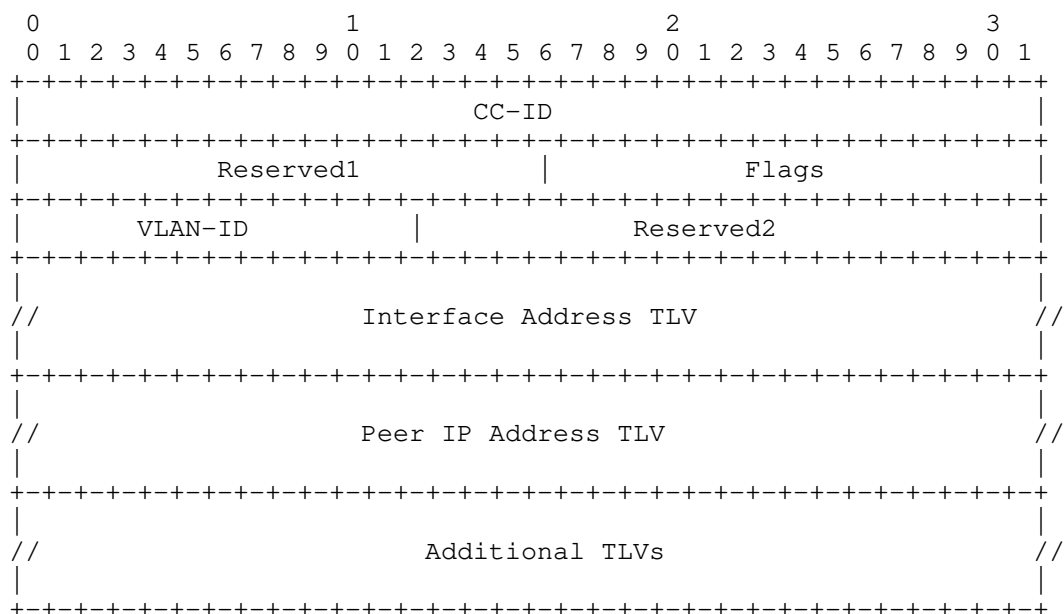 0                   1                   2                   3
0 1 2 3 4 5 6 7 8 9 0 1 2 3 4 5 6 7 8 9 0 1 2 3 4 5 6 7 8 9 0 1
+-+-+-+-+-+-+-+-+-+-+-+-+-+-+-+-+-+-+-+-+-+-+-+-+-+-+-+-+-+-+-+-+
|                            CC-ID                              |
+-+-+-+-+-+-+-+-+-+-+-+-+-+-+-+-+-+-+-+-+-+-+-+-+-+-+-+-+-+-+-+-+
|            Reserved1           |            Flags             |
+-+-+-+-+-+-+-+-+-+-+-+-+-+-+-+-+-+-+-+-+-+-+-+-+-+-+-+-+-+-+-+-+
|       VLAN-ID          |             Reserved2                |
+-+-+-+-+-+-+-+-+-+-+-+-+-+-+-+-+-+-+-+-+-+-+-+-+-+-+-+-+-+-+-+-+
|                                                               |
//                    Interface Address TLV                     //
|                                                               |
+-+-+-+-+-+-+-+-+-+-+-+-+-+-+-+-+-+-+-+-+-+-+-+-+-+-+-+-+-+-+-+-+
|                                                               |
//                    Peer IP Address TLV                       //
|                                                               |
+-+-+-+-+-+-+-+-+-+-+-+-+-+-+-+-+-+-+-+-+-+-+-+-+-+-+-+-+-+-+-+-+
|                                                               |
//                        Additional TLVs                       //
|                                                               |
+-+-+-+-+-+-+-+-+-+-+-+-+-+-+-+-+-+-+-+-+-+-+-+-+-+-+-+-+-+-+-+-+